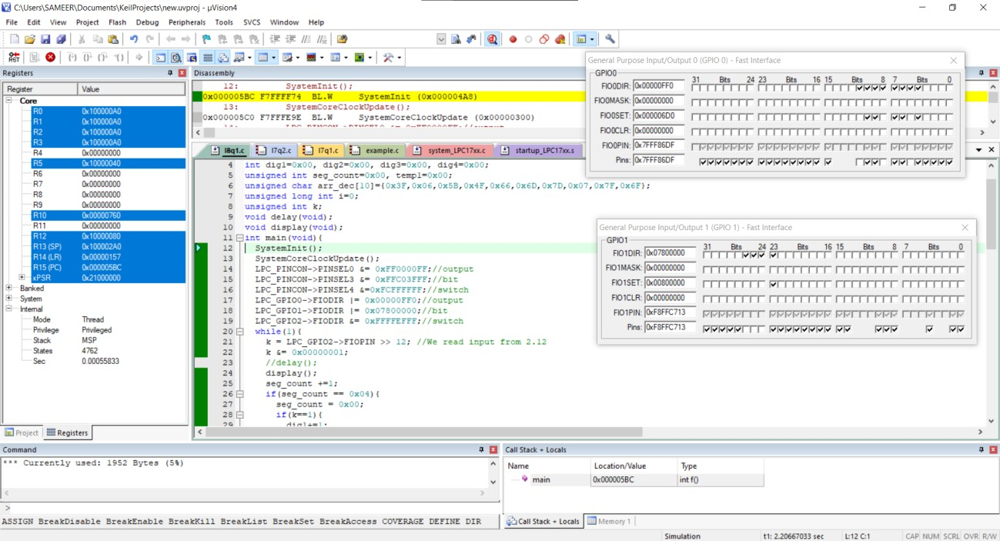 C:\Users\SAMEER\Documents\KeilProjects\new.uvproj - µVision4
File Edit View Project Flash Debug Peripherals Tools SVCS Window Help
Registers
Register Value
Core
R0 0x100000A0
R1 0x100000A0
R2 0x100000A0
R3 0x100000A0
R4 0x00000000
R5 0x10000040
R6 0x00000000
R7 0x00000000
R8 0x00000000
R9 0x00000000
R10 0x00000760
R11 0x00000000
R12 0x10000080
R13 (SP) 0x100002A0
R14 (LR) 0x00000157
R15 (PC) 0x000005BC
xPSR 0x21000000
Banked
System
Internal
Mode Thread
Privilege Privileged
Stack MSP
States 4762
Sec 0.00055833
Project Registers
Disassembly
12: SystemInit();
0x000005BC F7FFFF74 BL.W SystemInit (0x000004A8)
13: SystemCoreClockUpdate();
0x000005C0 F7FFFE9E BL.W SystemCoreClockUpdate (0x00000300)
l8q1.c l7q2.c l7q1.c example.c system_LPC17xx.c startup_LPC17xx.s
4 int dig1=0x00, dig2=0x00, dig3=0x00, dig4=0x00;
5 unsigned int seg_count=0x00, temp1=0x00;
6 unsigned char arr_dec[10]={0x3F,0x06,0x5B,0x4F,0x66,0x6D,0x7D,0x07,0x7F,0x6F};
7 unsigned long int i=0;
8 unsigned int k;
9 void delay(void);
10 void display(void);
11 int main(void){
12 SystemInit();
13 SystemCoreClockUpdate();
14 LPC_PINCON->PINSEL0 &= 0xFF0000FF;//output
15 LPC_PINCON->PINSEL3 &= 0xFFC03FFF;//bit
16 LPC_PINCON->PINSEL4 &=0xFCFFFFFF;//switch
17 LPC_GPIO0->FIODIR |= 0x00000FF0;//output
18 LPC_GPIO1->FIODIR |= 0x07800000;//bit
19 LPC_GPIO2->FIODIR &= 0xFFFFEFFF;//switch
20 while(1){
21 k = LPC_GPIO2->FIOPIN >> 12; //We read input from 2.12
22 k &= 0x00000001;
23 //delay();
24 display();
25 seg_count +=1;
26 if(seg_count == 0x04){
27 seg_count = 0x00;
28 if(k==1){
29 dig1+=1;
General Purpose Input/Output 0 (GPIO 0) - Fast Interface
GPIO0
31 Bits 24 23 Bits 16 15 Bits 8 7 Bits 0
FIO0DIR: 0x00000FF0
FIO0MASK: 0x00000000
FIO0SET: 0x000006D0
FIO0CLR: 0x00000000
FIO0PIN: 0x7FFF86DF
Pins: 0x7FFF86DF
General Purpose Input/Output 1 (GPIO 1) - Fast Interface
GPIO1
31 Bits 24 23 Bits 16 15 Bits 8 7 Bits 0
FIO1DIR: 0x07800000
FIO1MASK: 0x00000000
FIO1SET: 0x00800000
FIO1CLR: 0x00000000
FIO1PIN: 0xF8FFC713
Pins: 0xF8FFC713
Command
*** Currently used: 1952 Bytes (5%)
>
ASSIGN BreakDisable BreakEnable BreakKill BreakList BreakSet BreakAccess COVERAGE DEFINE DIR
Call Stack + Locals
Name Location/Value Type
main 0x000005BC int f()
Call Stack + Locals Memory 1
Simulation t1: 2.20667033 sec L:12 C:1 CAP NUM SCRL OVR R/W